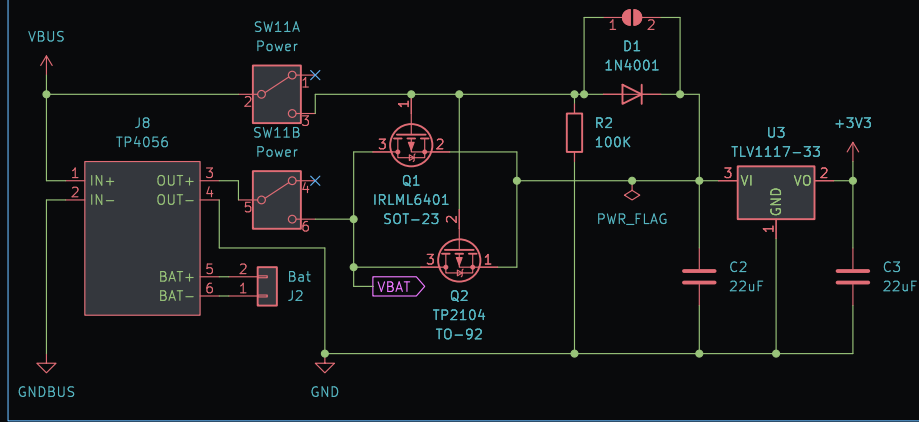 1 2
D1
1N4001
VBUS
SW11A
Power
1
2
3
SW11B
Power
4
5
6
J8
TP4056
1 IN+ OUT+ 3
2 IN- OUT- 4
BAT+ 5 2
BAT- 6 1
Bat
J2
1
3 2
Q1
IRLML6401
SOT-23
2
3 1
Q2
TP2104
TO-92
VBAT
R2
100K
PWR_FLAG
U3
TLV1117-33
3 VI VO 2
GND
1
+3V3
C2
22uF
C3
22uF
GNDBUS
GND